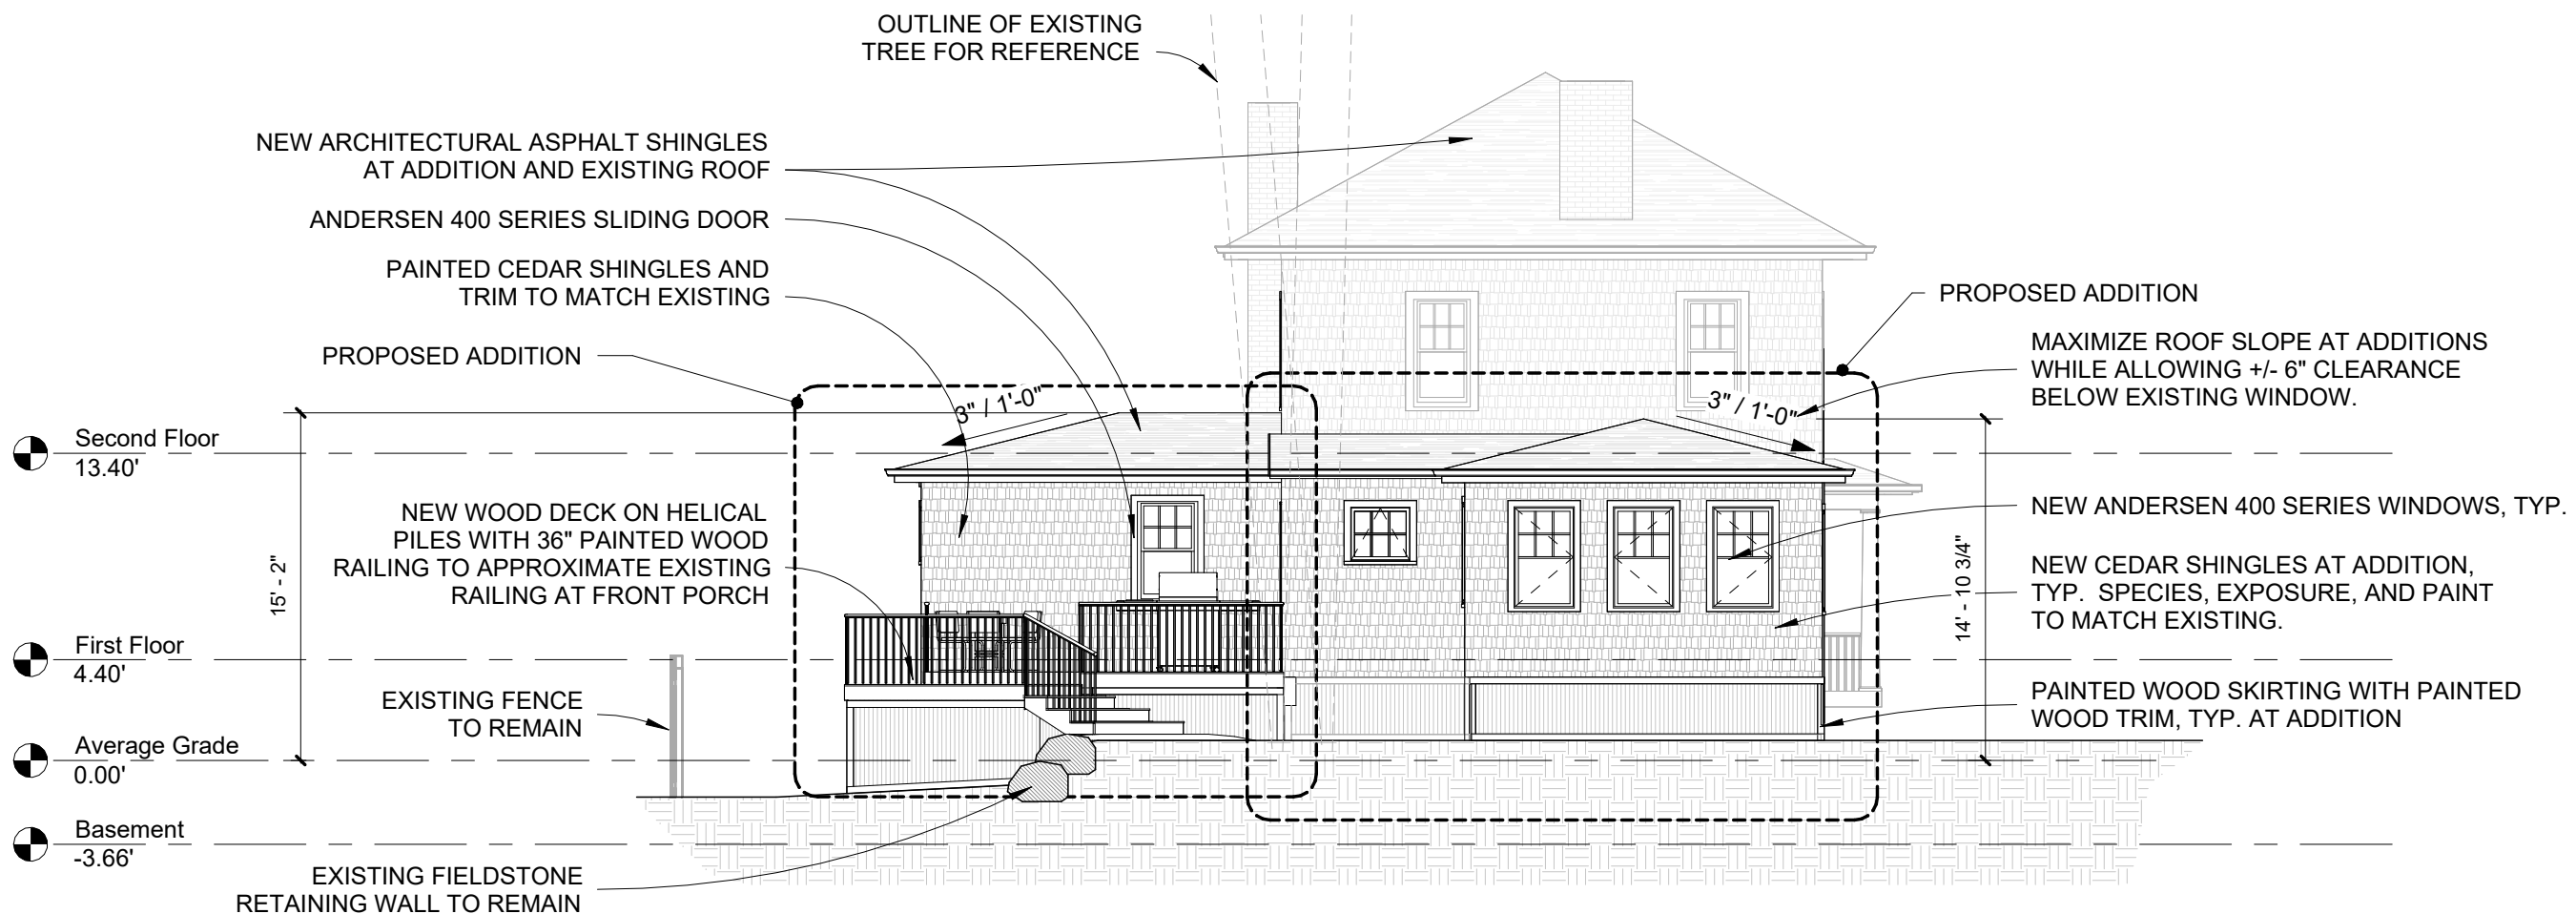 OUTLINE OF EXISTING
TREE FOR REFERENCE
NEW ARCHITECTURAL ASPHALT SHINGLES
AT ADDITION AND EXISTING ROOF
ANDERSEN 400 SERIES SLIDING DOOR
PAINTED CEDAR SHINGLES AND
TRIM TO MATCH EXISTING
PROPOSED ADDITION
PROPOSED ADDITION
MAXIMIZE ROOF SLOPE AT ADDITIONS
WHILE ALLOWING +/- 6" CLEARANCE
BELOW EXISTING WINDOW.
3" / 1'-0"
3" / 1'-0"
Second Floor
13.40'
NEW WOOD DECK ON HELICAL
PILES WITH 36" PAINTED WOOD
RAILING TO APPROXIMATE EXISTING
RAILING AT FRONT PORCH
NEW ANDERSEN 400 SERIES WINDOWS, TYP.
NEW CEDAR SHINGLES AT ADDITION,
TYP. SPECIES, EXPOSURE, AND PAINT
TO MATCH EXISTING.
15' - 2"
14' - 10 3/4"
First Floor
4.40'
EXISTING FENCE
TO REMAIN
PAINTED WOOD SKIRTING WITH PAINTED
WOOD TRIM, TYP. AT ADDITION
Average Grade
0.00'
Basement
-3.66'
EXISTING FIELDSTONE
RETAINING WALL TO REMAIN